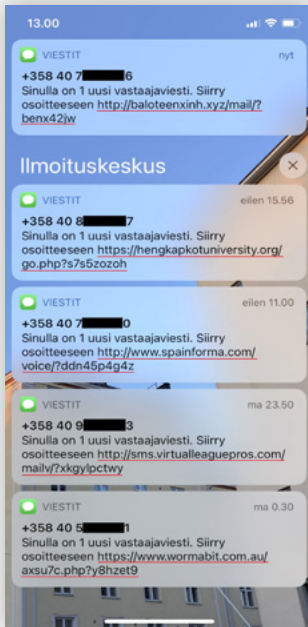 13.00
VIESTIT nyt
+358 40 7 6
Sinulla on 1 uusi vastaajaviesti. Siirry
osoitteeseen http://baloteenxinh.xyz/mail/?
benx42jw
Ilmoituskeskus
VIESTIT eilen 15.56
+358 40 8 7
Sinulla on 1 uusi vastaajaviesti. Siirry
osoitteeseen https://hengkapkotuniversity.org/
go.php?s7s5zozoh
VIESTIT eilen 11.00
+358 40 7 0
Sinulla on 1 uusi vastaajaviesti. Siirry
osoitteeseen http://www.spainforma.com/
voice/?ddn45p4g4z
VIESTIT ma 23.50
+358 40 9 3
Sinulla on 1 uusi vastaajaviesti. Siirry
osoitteeseen http://sms.virtualleaguepros.com/
mailv/?xkgylpctwy
VIESTIT ma 0.30
+358 40 5 1
Sinulla on 1 uusi vastaajaviesti. Siirry
osoitteeseen https://www.wormabit.com.au/
axsu7c.php?y8hzet9